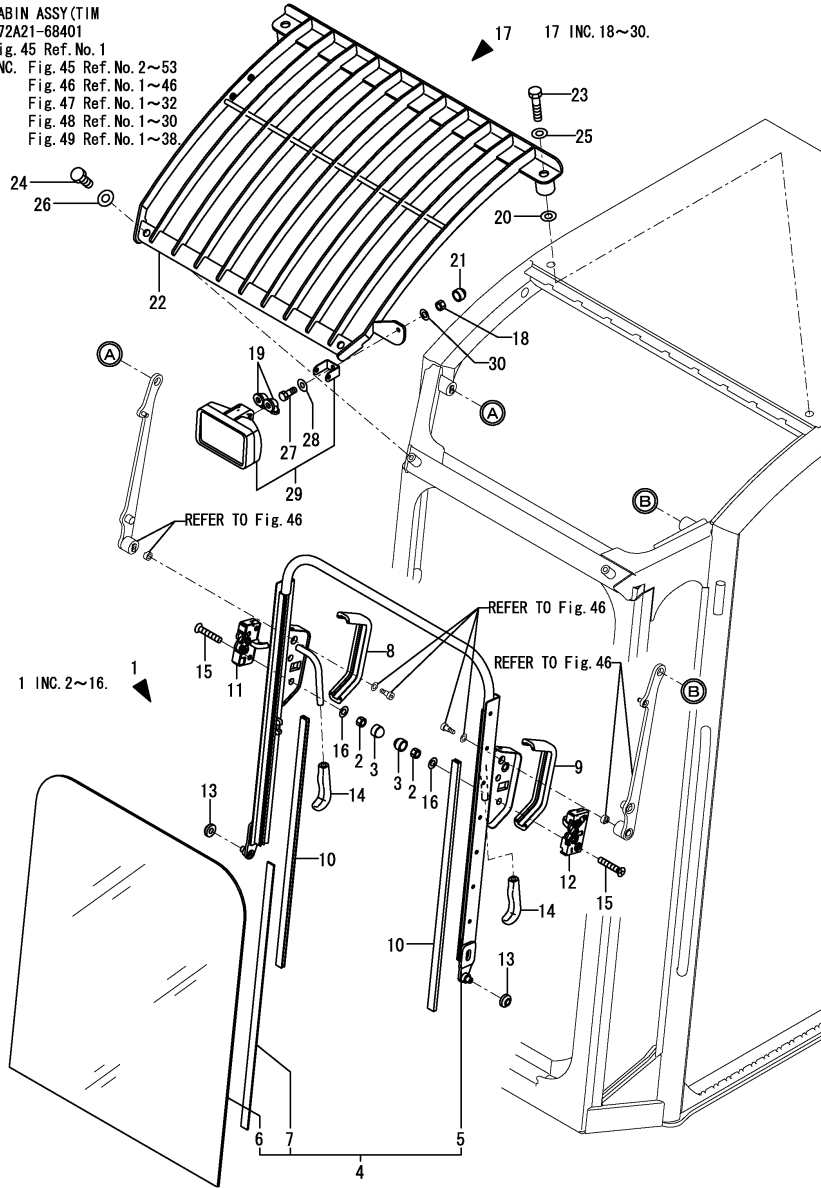 ABIN ASSY(TIM
72A21-68401
ig. 45 Ref. No. 1
NC. Fig. 45 Ref. No. 2~53
Fig. 46 Ref. No. 1~46
Fig. 47 Ref. No. 1~32
Fig. 48 Ref. No. 1~30
Fig. 49 Ref. No. 1~38.
17
17 INC. 18~30.
23
25
24
26
20
22
21
18
30
A
19
A
27
28
29
B
REFER TO Fig. 46
REFER TO Fig. 46
8
REFER TO Fig. 46
15
11
1 INC. 2~16.
1
B
16
2
3
3
2
16
9
13
14
10
12
15
14
10
13
6
7
5
4